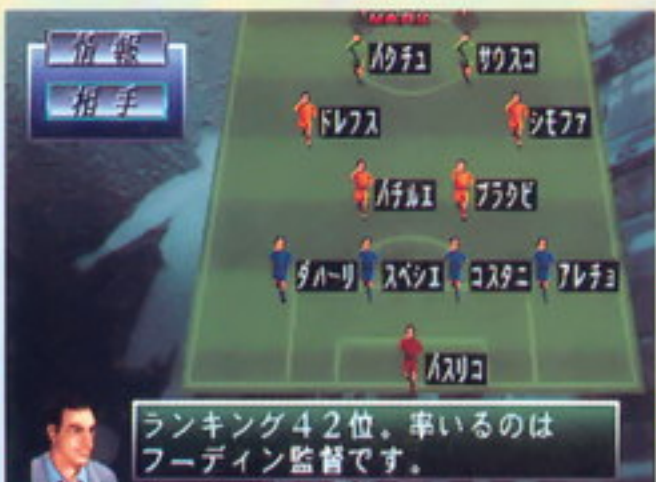 情報
相手
パクチュ サウスコ
ドレフス シモファ
ハチルエ ブラタビ
ダハーリ スペシエ コスタニ アレチョ
バスリコ
ランキング42位。率いるのは
フーディン監督です。